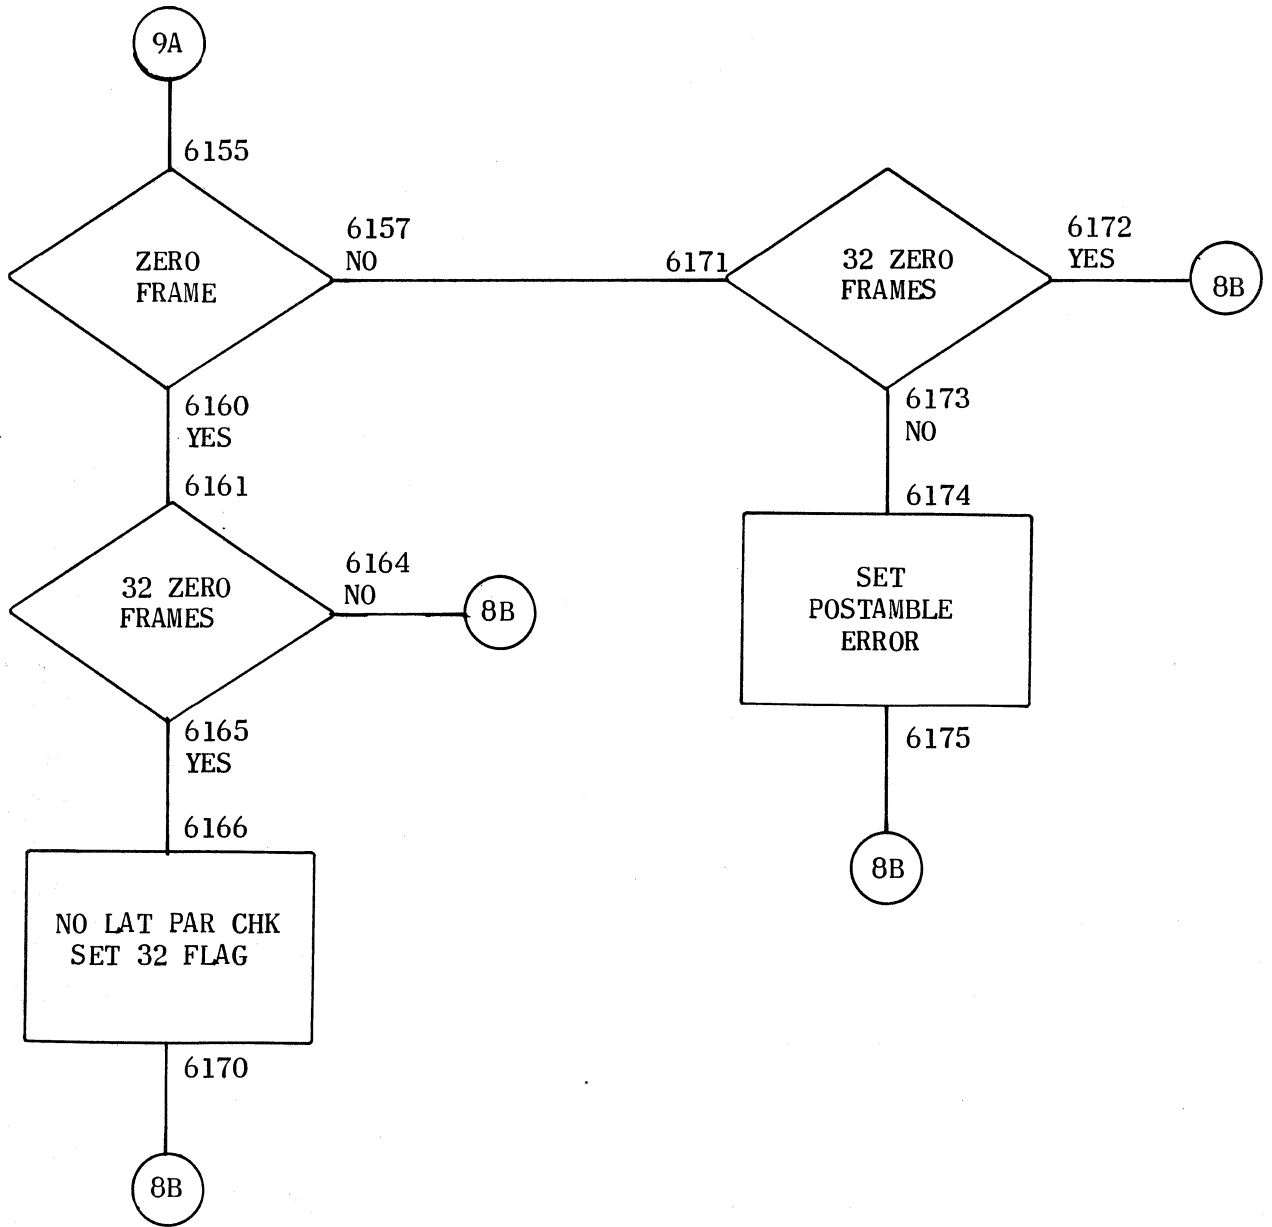 9A
6155
ZERO
FRAME
6157
NO
6171
32 ZERO
FRAMES
6172
YES
8B
6160
YES
6161
32 ZERO
FRAMES
6164
NO
8B
6173
NO
6174
SET
POSTAMBLE
ERROR
6175
8B
6165
YES
6166
NO LAT PAR CHK
SET 32 FLAG
6170
8B